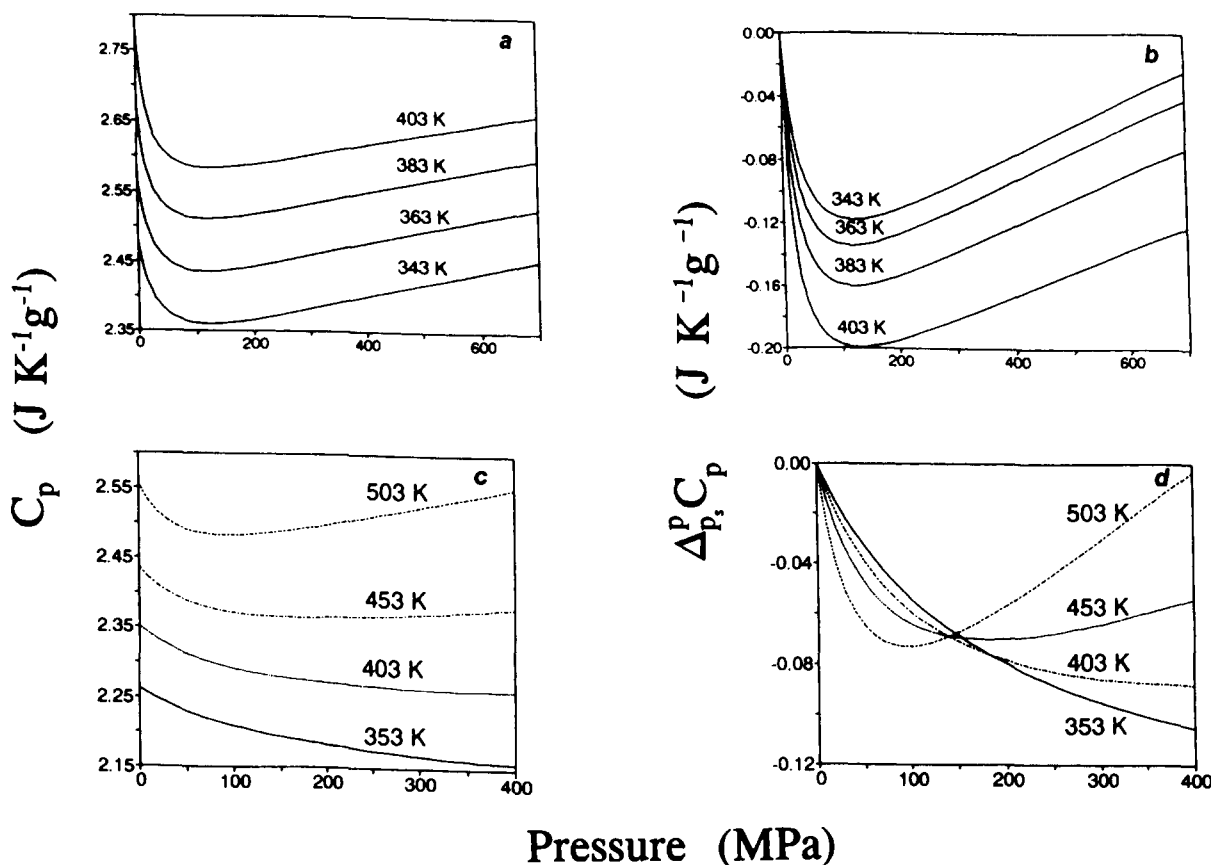 a
2.75
2.65
2.55
2.45
2.35
403 K
383 K
363 K
343 K
0 200 400 600
b
0.00
-0.04
-0.08
-0.12
-0.16
-0.20
343 K
363 K
383 K
403 K
0 200 400 600
c
2.55
2.45
2.35
2.25
2.15
503 K
453 K
403 K
353 K
0 100 200 300 400
d
0.00
-0.04
-0.08
-0.12
503 K
453 K
403 K
353 K
0 100 200 300 400
C_p (J K⁻¹g⁻¹)
Δ^p_{p_s} C_p (J K⁻¹g⁻¹)
Pressure (MPa)